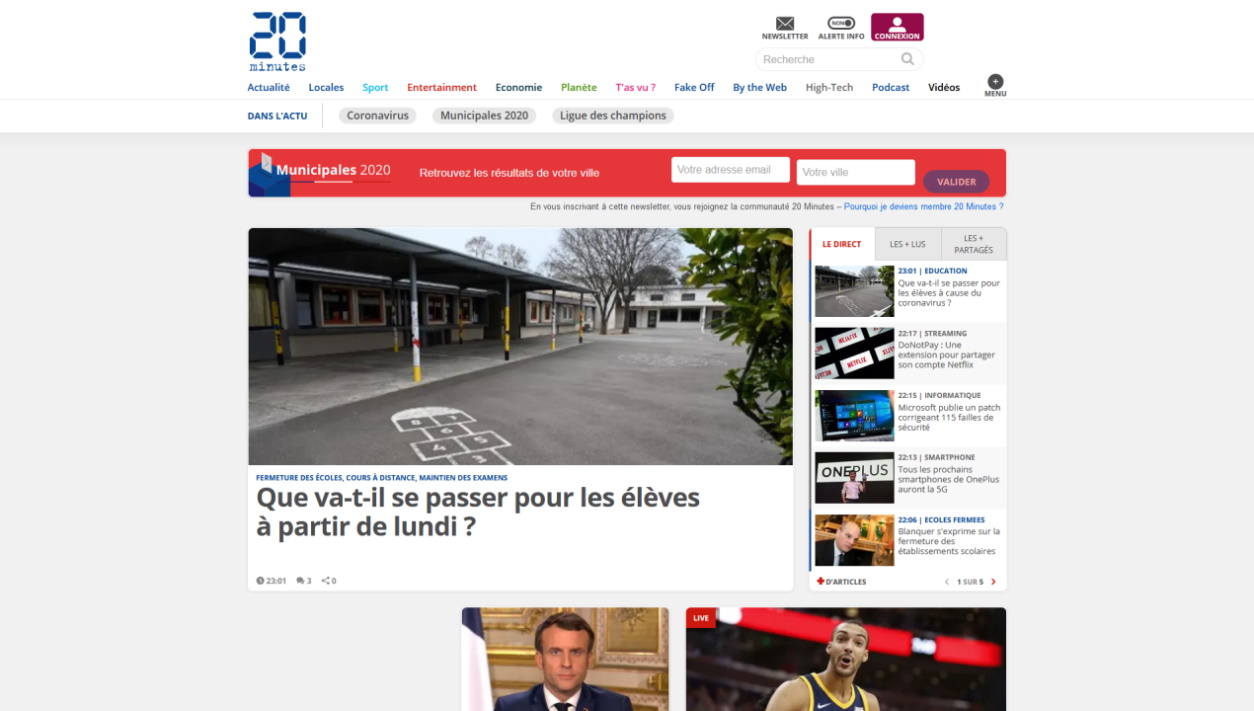 20
minutes
NEWSLETTER
ALERTE INFO
NON
CONNEXION
Recherche
Actualité Locales Sport Entertainment Economie Planète T'as vu ? Fake Off By the Web High-Tech Podcast Vidéos
+
MENU
DANS L'ACTU Coronavirus Municipales 2020 Ligue des champions
Municipales 2020 Retrouvez les résultats de votre ville Votre adresse email Votre ville VALIDER
En vous inscrivant à cette newsletter, vous rejoignez la communauté 20 Minutes – Pourquoi je deviens membre 20 Minutes ?
FERMETURE DES ÉCOLES, COURS À DISTANCE, MAINTIEN DES EXAMENS
Que va-t-il se passer pour les élèves
à partir de lundi ?
23:01 3 0
LE DIRECT LES + LUS LES +
PARTAGÉS
23:01 | EDUCATION
Que va-t-il se passer pour
les élèves à cause du
coronavirus ?
NETFLIX
22:17 | STREAMING
DoNotPay : Une
extension pour partager
son compte Netflix
22:15 | INFORMATIQUE
Microsoft publie un patch
corrigeant 115 failles de
sécurité
ONEPLUS
22:13 | SMARTPHONE
Tous les prochains
smartphones de OnePlus
auront la 5G
22:06 | ECOLES FERMEES
Blanquer s'exprime sur la
fermeture des
établissements scolaires
+D'ARTICLES 1 SUR 5
LIVE